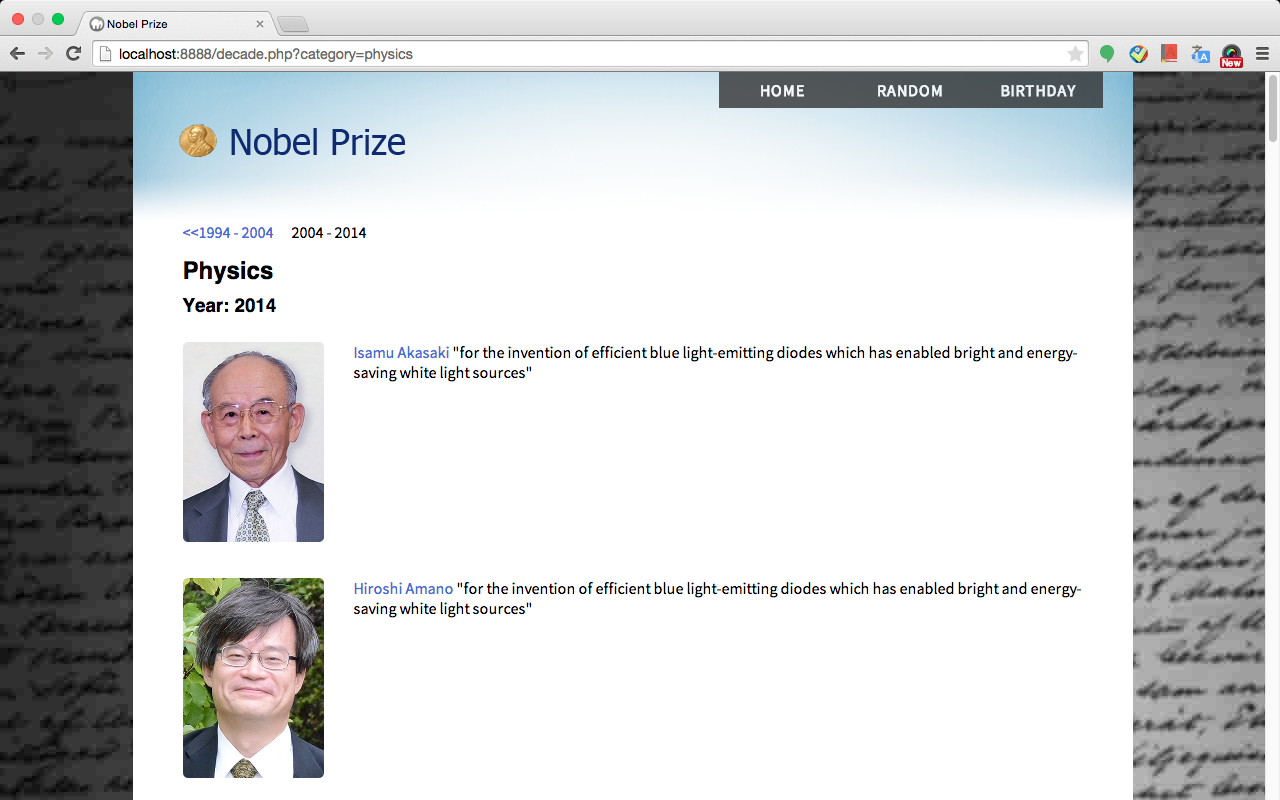 Nobel Prize
localhost:8888/decade.php?category=physics
New
HOME RANDOM BIRTHDAY
Nobel Prize
<<1994 - 2004 2004 - 2014
Physics
Year: 2014
Isamu Akasaki "for the invention of efficient blue light-emitting diodes which has enabled bright and energy-
saving white light sources"
Hiroshi Amano "for the invention of efficient blue light-emitting diodes which has enabled bright and energy-
saving white light sources"